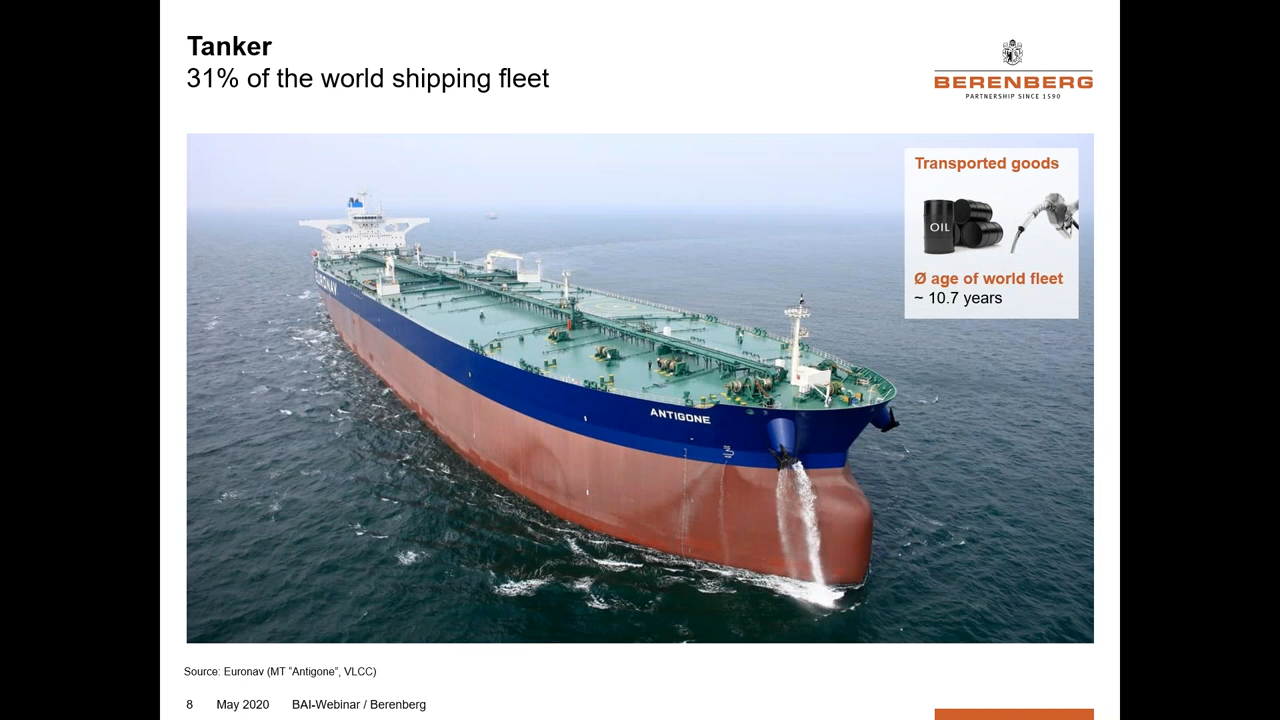 Tanker
31% of the world shipping fleet
BERENBERG
PARTNERSHIP SINCE 1590
Transported goods
OIL
Ø age of world fleet
~ 10.7 years
EURONAV
ANTIGONE
Source: Euronav (MT “Antigone”, VLCC)
8 May 2020 BAI-Webinar / Berenberg